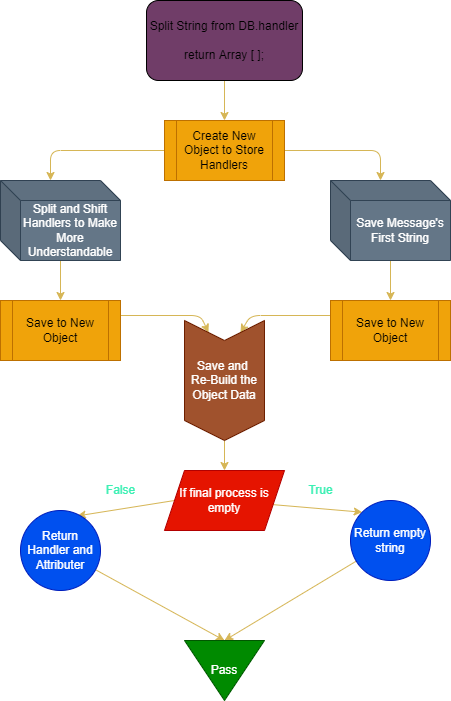 Split String from DB.handler
return Array [ ];
Create New
Object to Store
Handlers
Split and Shift
Handlers to Make
More
Understandable
Save Message's
First String
Save to New
Object
Save to New
Object
Save and
Re-Build the
Object Data
False
If final process is
empty
True
Return
Handler and
Attributer
Return empty
string
Pass